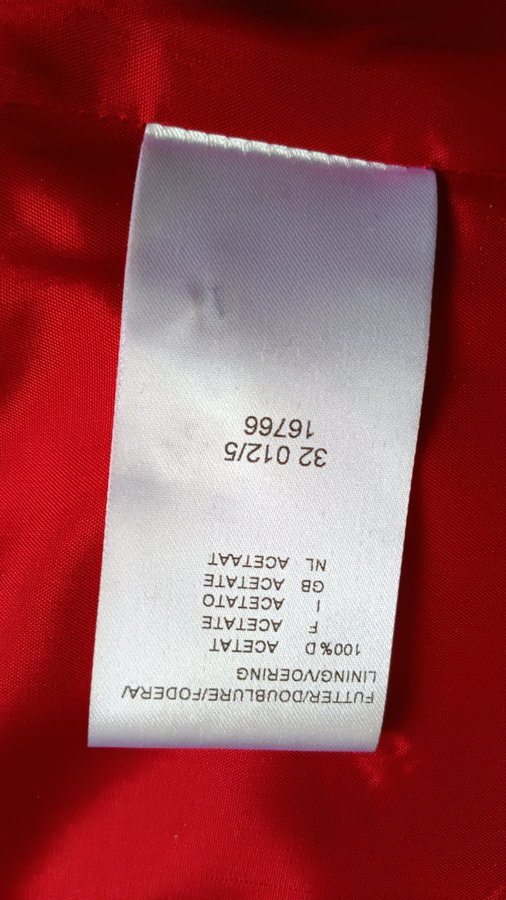 FUTTER/DOUBLURE/FODERA/
LINING/VOERING
100% D ACETAT
F ACETATE
I ACETATO
GB ACETATE
NL ACETAAT
32 012/5
16766